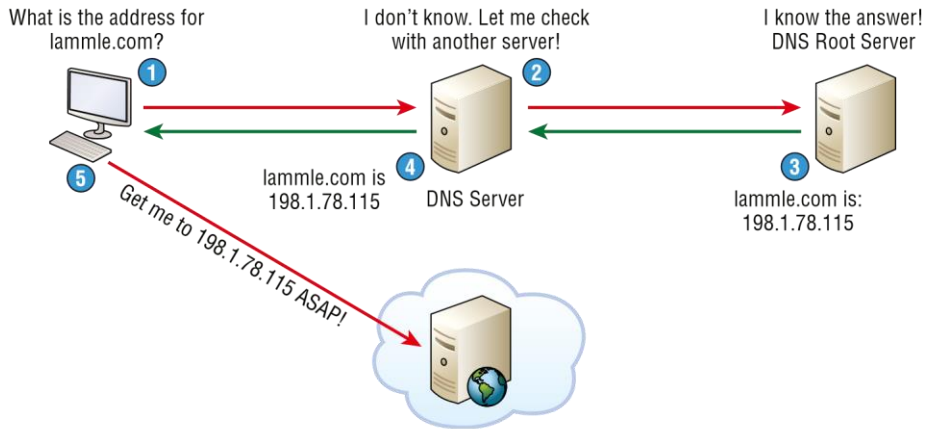 What is the address for
lammle.com?
1
I don't know. Let me check
with another server!
2
I know the answer!
DNS Root Server
3
lammle.com is:
198.1.78.115
4
lammle.com is
198.1.78.115
DNS Server
5
Get me to 198.1.78.115 ASAP!